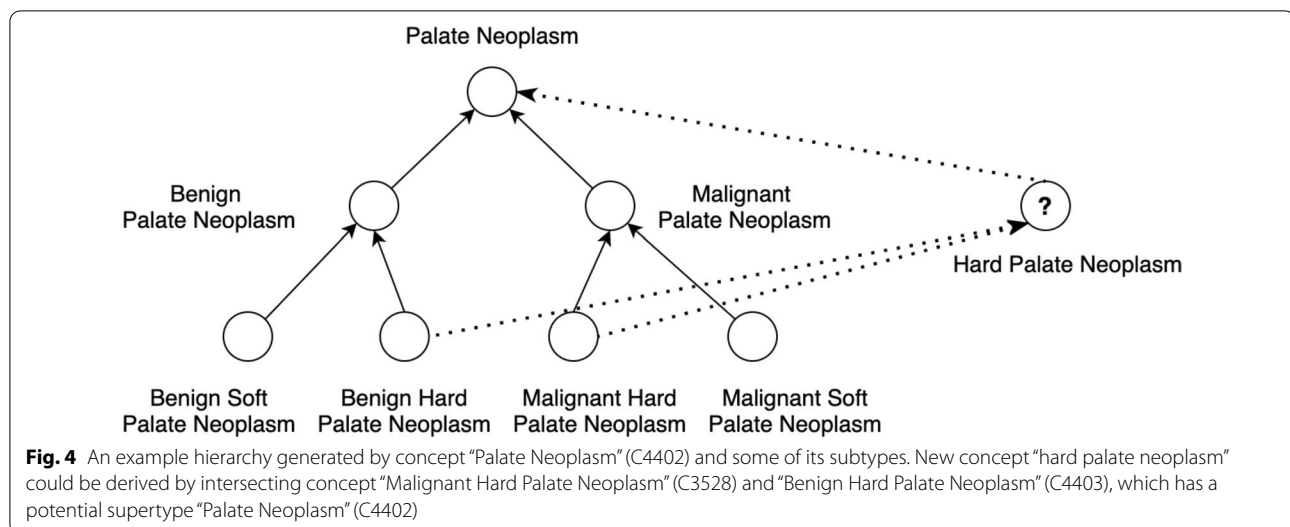 Palate Neoplasm
Benign
Palate Neoplasm
Malignant
Palate Neoplasm
?
Hard Palate Neoplasm
Benign Soft
Palate Neoplasm
Benign Hard
Palate Neoplasm
Malignant Hard
Palate Neoplasm
Malignant Soft
Palate Neoplasm
Fig. 4 An example hierarchy generated by concept “Palate Neoplasm” (C4402) and some of its subtypes. New concept “hard palate neoplasm”
could be derived by intersecting concept “Malignant Hard Palate Neoplasm” (C3528) and “Benign Hard Palate Neoplasm” (C4403), which has a
potential supertype “Palate Neoplasm” (C4402)